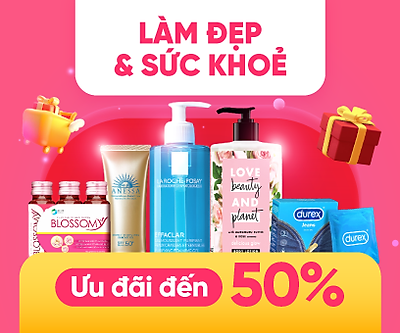 LÀM ĐẸP
& SỨC KHOẺ
BLOSSOMY
ANESSA
LA ROCHE-POSAY
EFFACLAR
LOVE
beauty
AND
planet
durex
Jeans
durex
Ưu đãi đến 50%